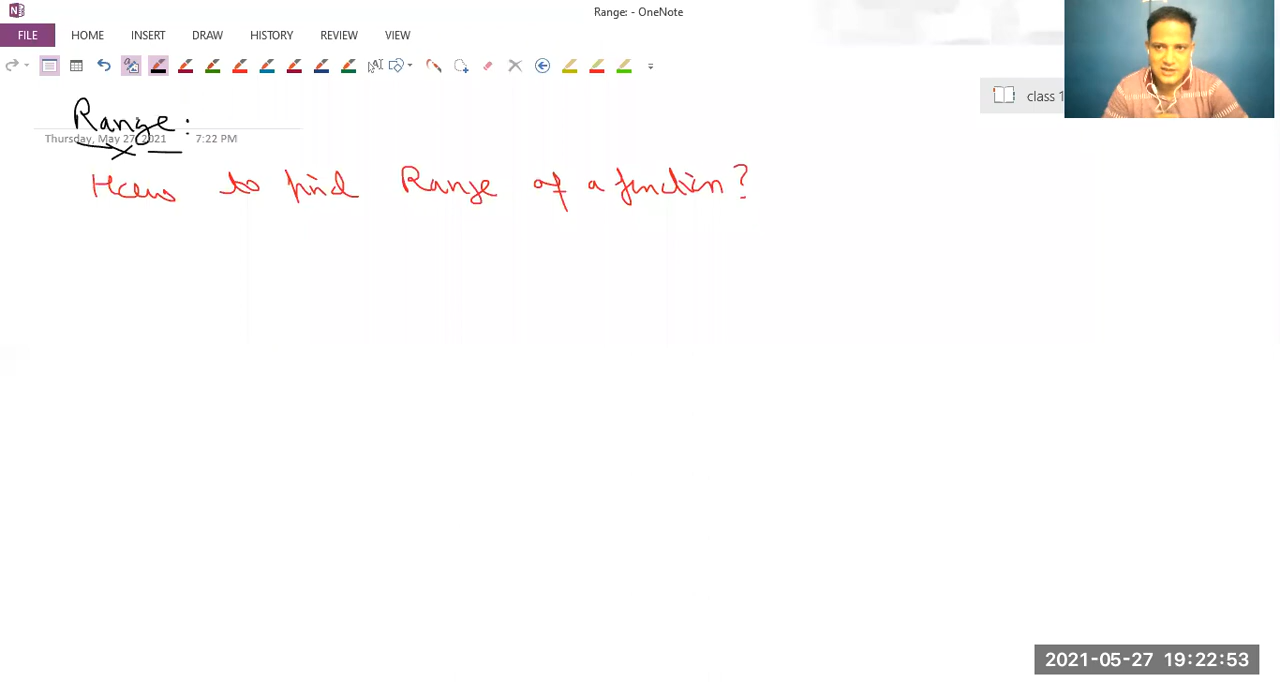 Range: - OneNote
FILE HOME INSERT DRAW HISTORY REVIEW VIEW
class 1
Range:
Thursday, May 27, 2021 7:22 PM
How to find Range of a function?
2021-05-27 19:22:53